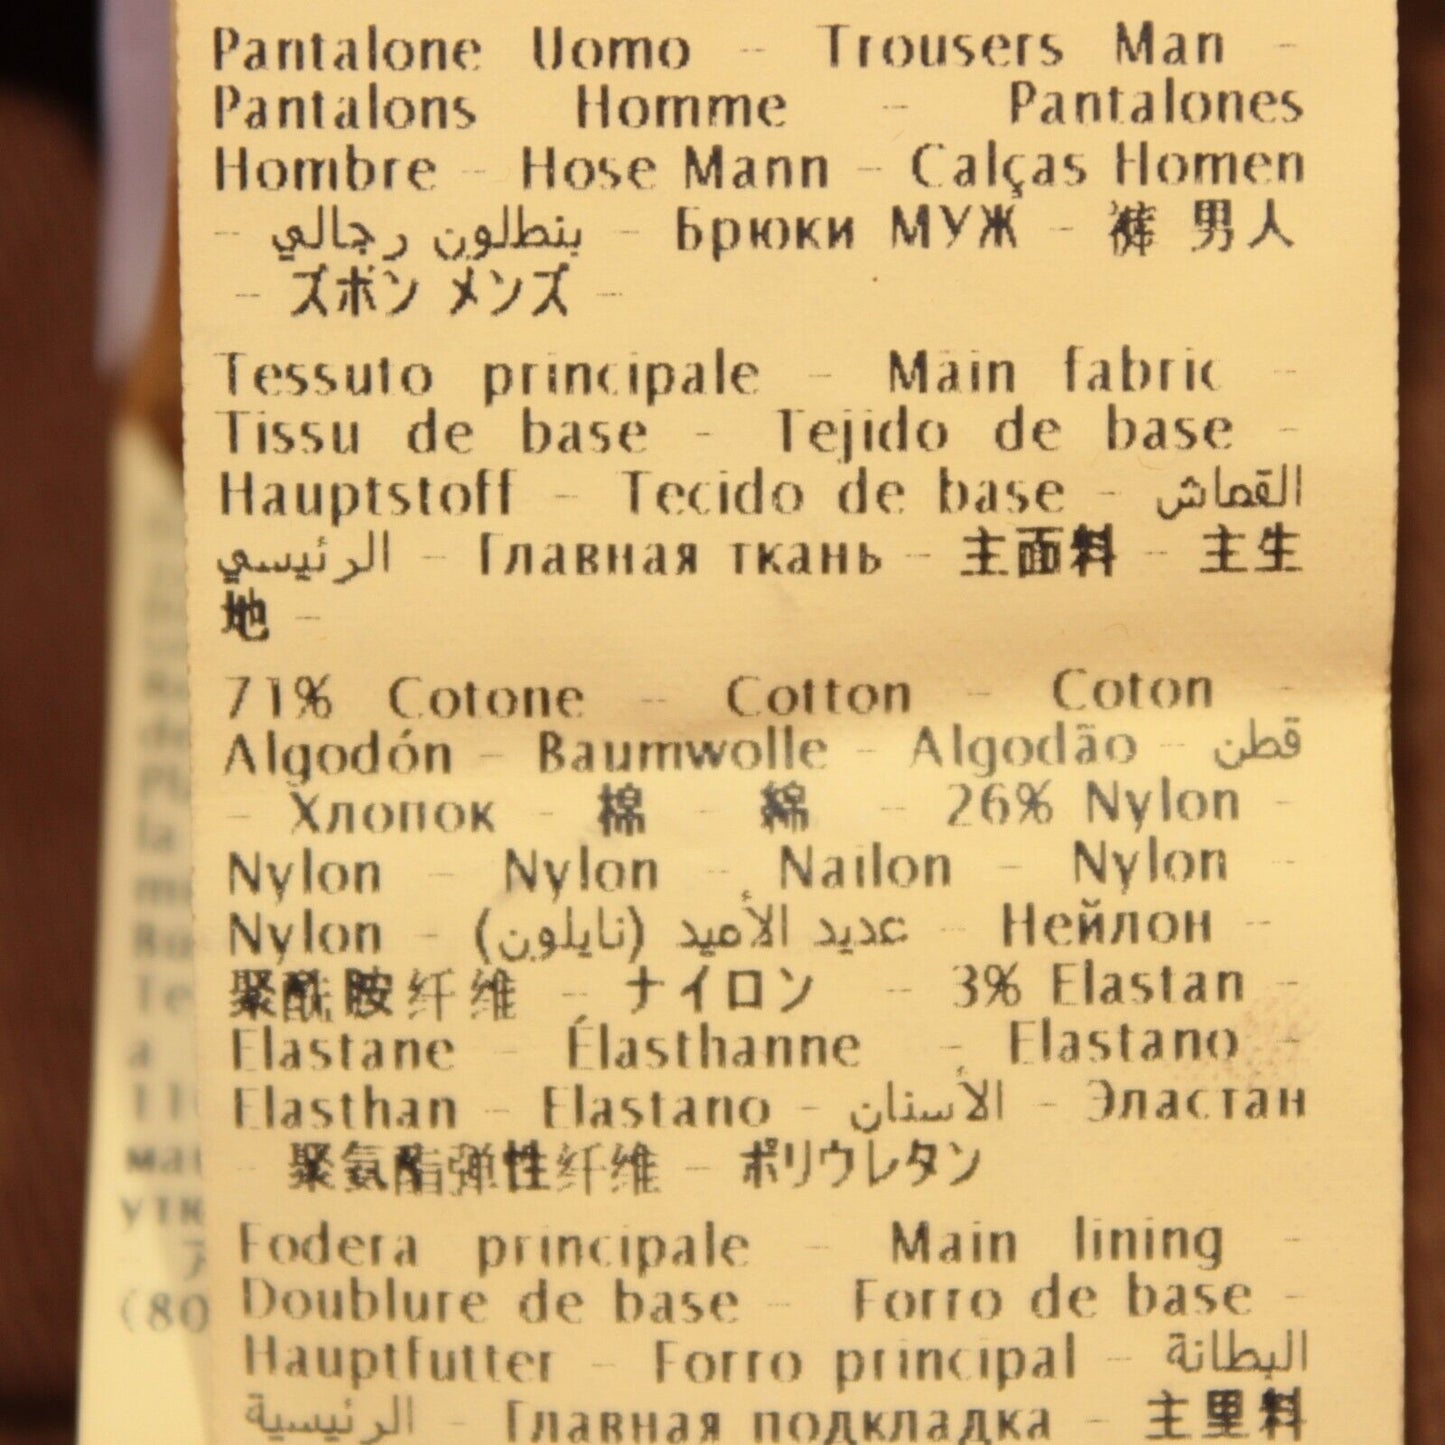 Pantalone Uomo - Trousers Man -
Pantalons Homme - Pantalones
Hombre - Hose Mann - Calças Homen
- بنطلون رجالي - Брюки МУЖ - 裤 男人
- ズボン メンズ -
Tessuto principale - Main fabric -
Tissu de base - Tejido de base -
Hauptstoff - Tecido de base - القماش
الرئيسي - Главная ткань - 主面料 - 主生
地 -
71% Cotone - Cotton - Coton -
Algodón - Baumwolle - Algodão - قطن
- Хлопок - 棉 - 綿 - 26% Nylon -
Nylon - Nylon - Nailon - Nylon -
Nylon - عديد الأميد (نايلون) - Нейлон -
聚酰胺纤维 - ナイロン - 3% Elastan -
Elastane - Élasthanne - Elastano -
Elasthan - Elastano - الأستان - Эластан
- 聚氨酯弹性纤维 - ポリウレタン
Fodera principale - Main lining -
Doublure de base - Forro de base -
Hauptfutter - Forro principal - البطانة
الرئيسية - Главная подкладка - 主里料
(80